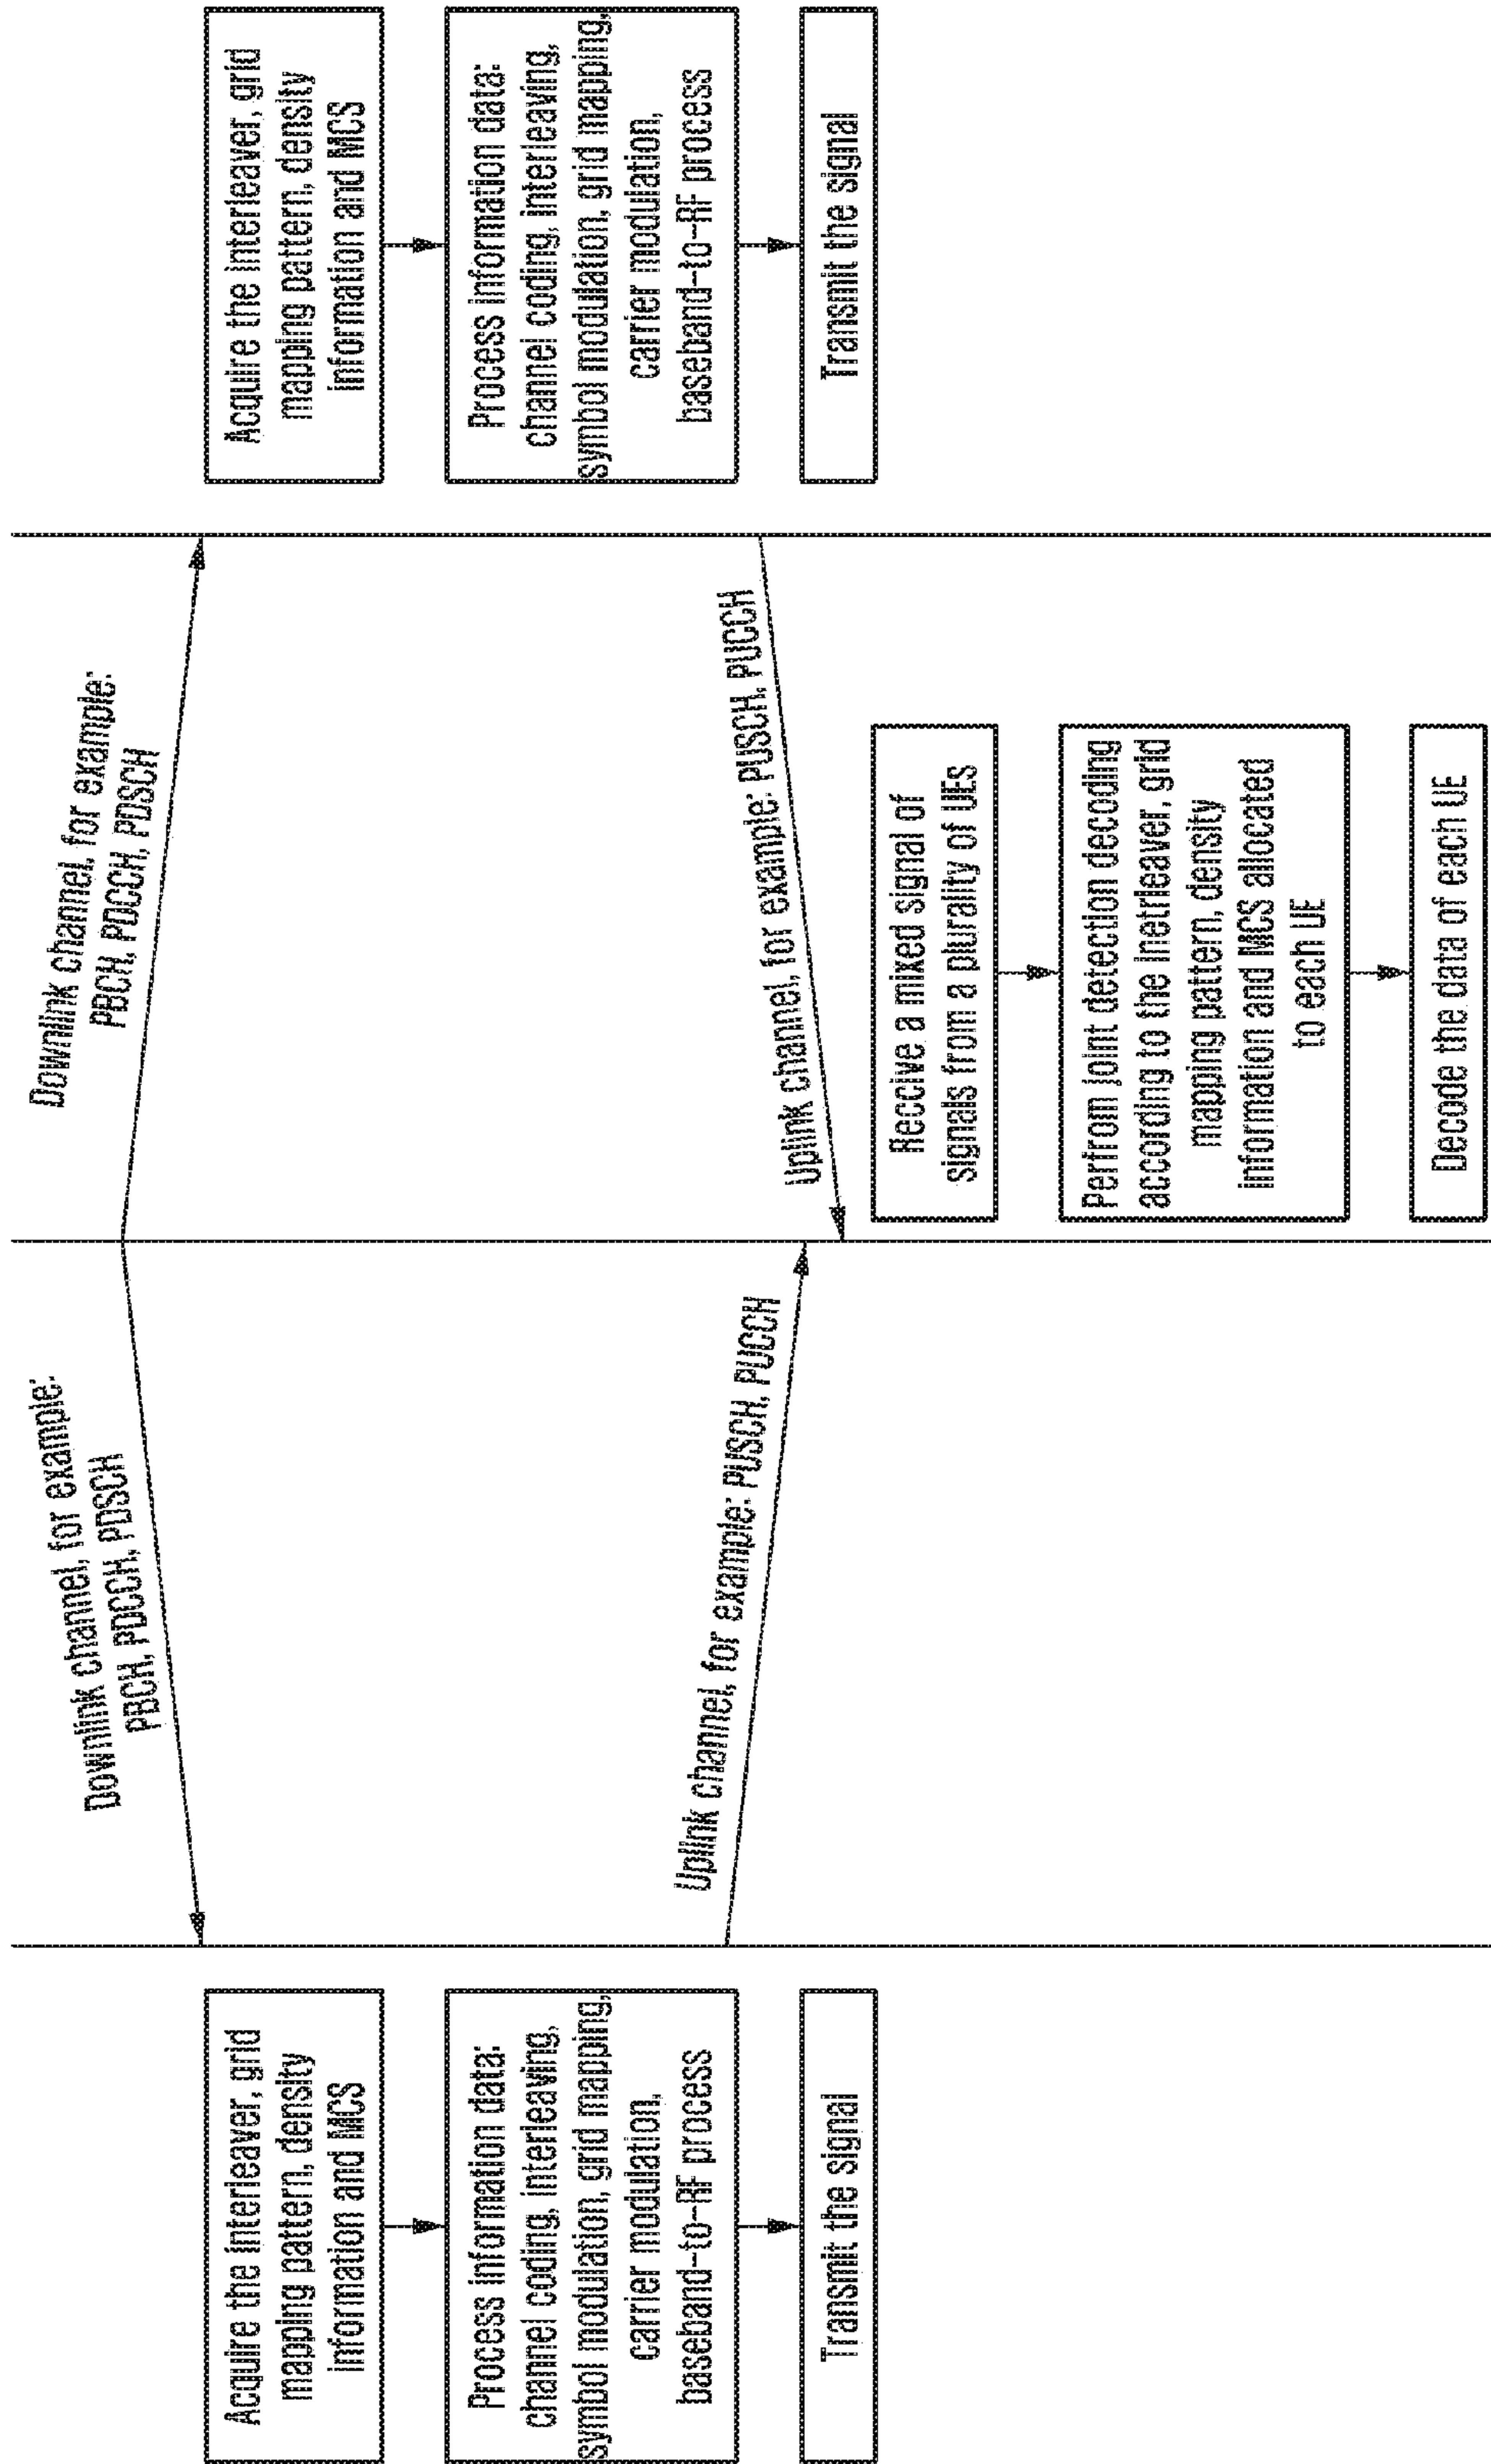 Downlink channel, for example:
PBCH, PDCCH, PDSCH
Downlink channel, for example:
PBCH, PDCCH, PDSCH
Acquire the interleaver, grid
mapping pattern, density
information and MCS
Acquire the interleaver, grid
mapping pattern, density
information and MCS
Process information data:
channel coding, interleaving,
symbol modulation, grid mapping,
carrier modulation,
baseband-to-RF process
Process information data:
channel coding, interleaving,
symbol modulation, grid mapping,
carrier modulation,
baseband-to-RF process
Uplink channel, for example: PUSCH, PUCCH
Uplink channel, for example: PUSCH, PUCCH
Transmit the signal
Transmit the signal
Receive a mixed signal of
signals from a plurality of UEs
Perfrom joint detection decoding
according to the inetrleaver, grid
mapping pattern, density
information and MCS allocated
to each UE
Decode the data of each UE